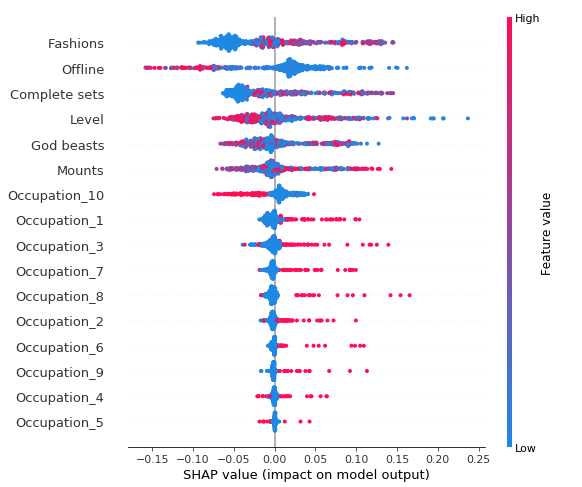 High
Fashions
Offline
Complete sets
Level
God beasts
Mounts
Occupation_10
Occupation_1
Occupation_3
Occupation_7
Occupation_8
Occupation_2
Occupation_6
Occupation_9
Occupation_4
Occupation_5
Feature value
Low
−0.15 −0.10 −0.05 0.00 0.05 0.10 0.15 0.20 0.25
SHAP value (impact on model output)